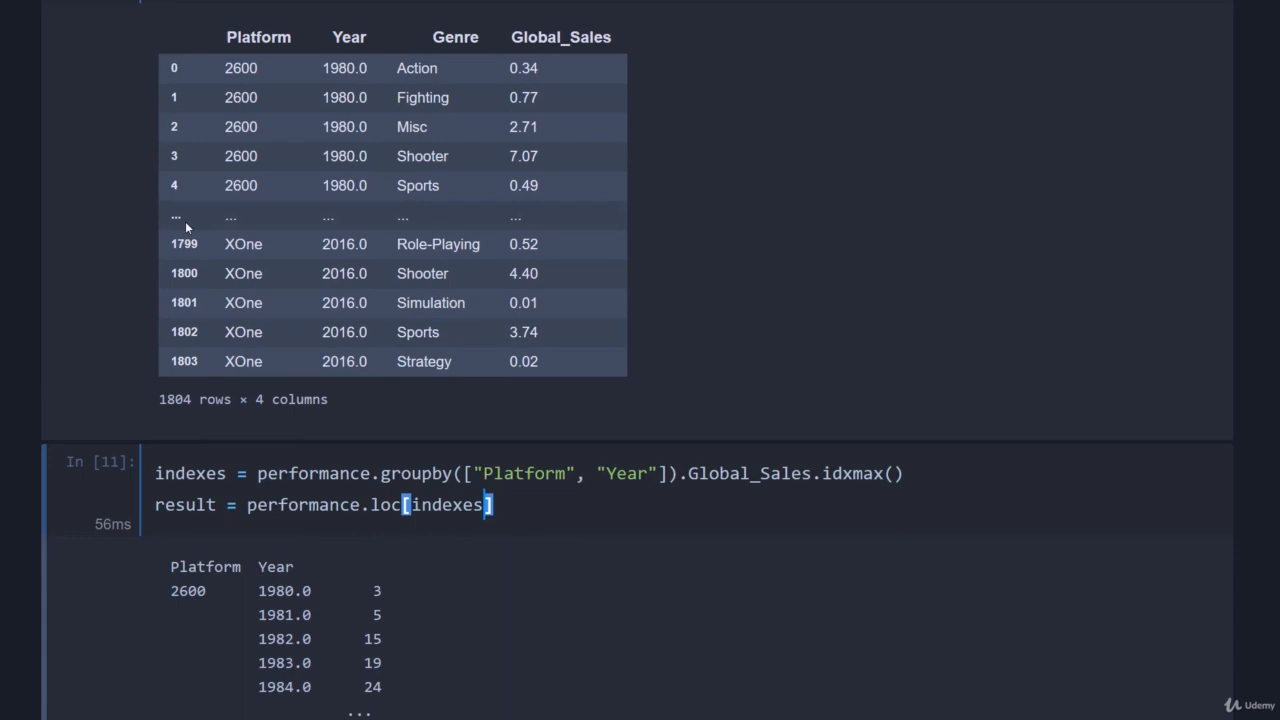 Platform Year Genre Global_Sales
0 2600 1980.0 Action 0.34
1 2600 1980.0 Fighting 0.77
2 2600 1980.0 Misc 2.71
3 2600 1980.0 Shooter 7.07
4 2600 1980.0 Sports 0.49
... ... ... ... ...
1799 XOne 2016.0 Role-Playing 0.52
1800 XOne 2016.0 Shooter 4.40
1801 XOne 2016.0 Simulation 0.01
1802 XOne 2016.0 Sports 3.74
1803 XOne 2016.0 Strategy 0.02
1804 rows × 4 columns
In [11]: indexes = performance.groupby(["Platform", "Year"]).Global_Sales.idxmax()
result = performance.loc[indexes]
56ms
Platform Year
2600 1980.0 3
1981.0 5
1982.0 15
1983.0 19
1984.0 24
...
Udemy